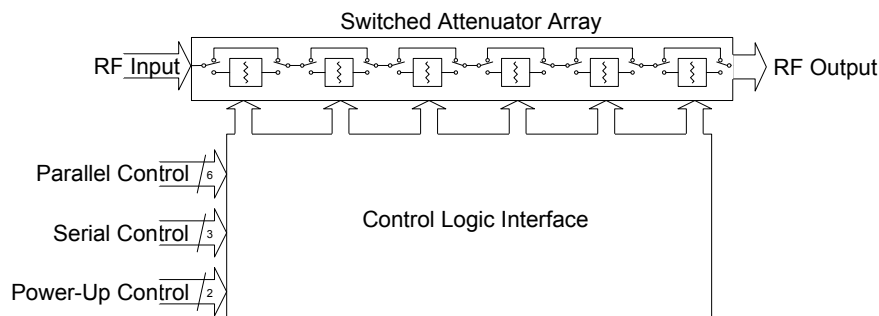 Switched Attenuator Array
RF Input
RF Output
Parallel Control 6
Control Logic Interface
Serial Control 3
Power-Up Control 2